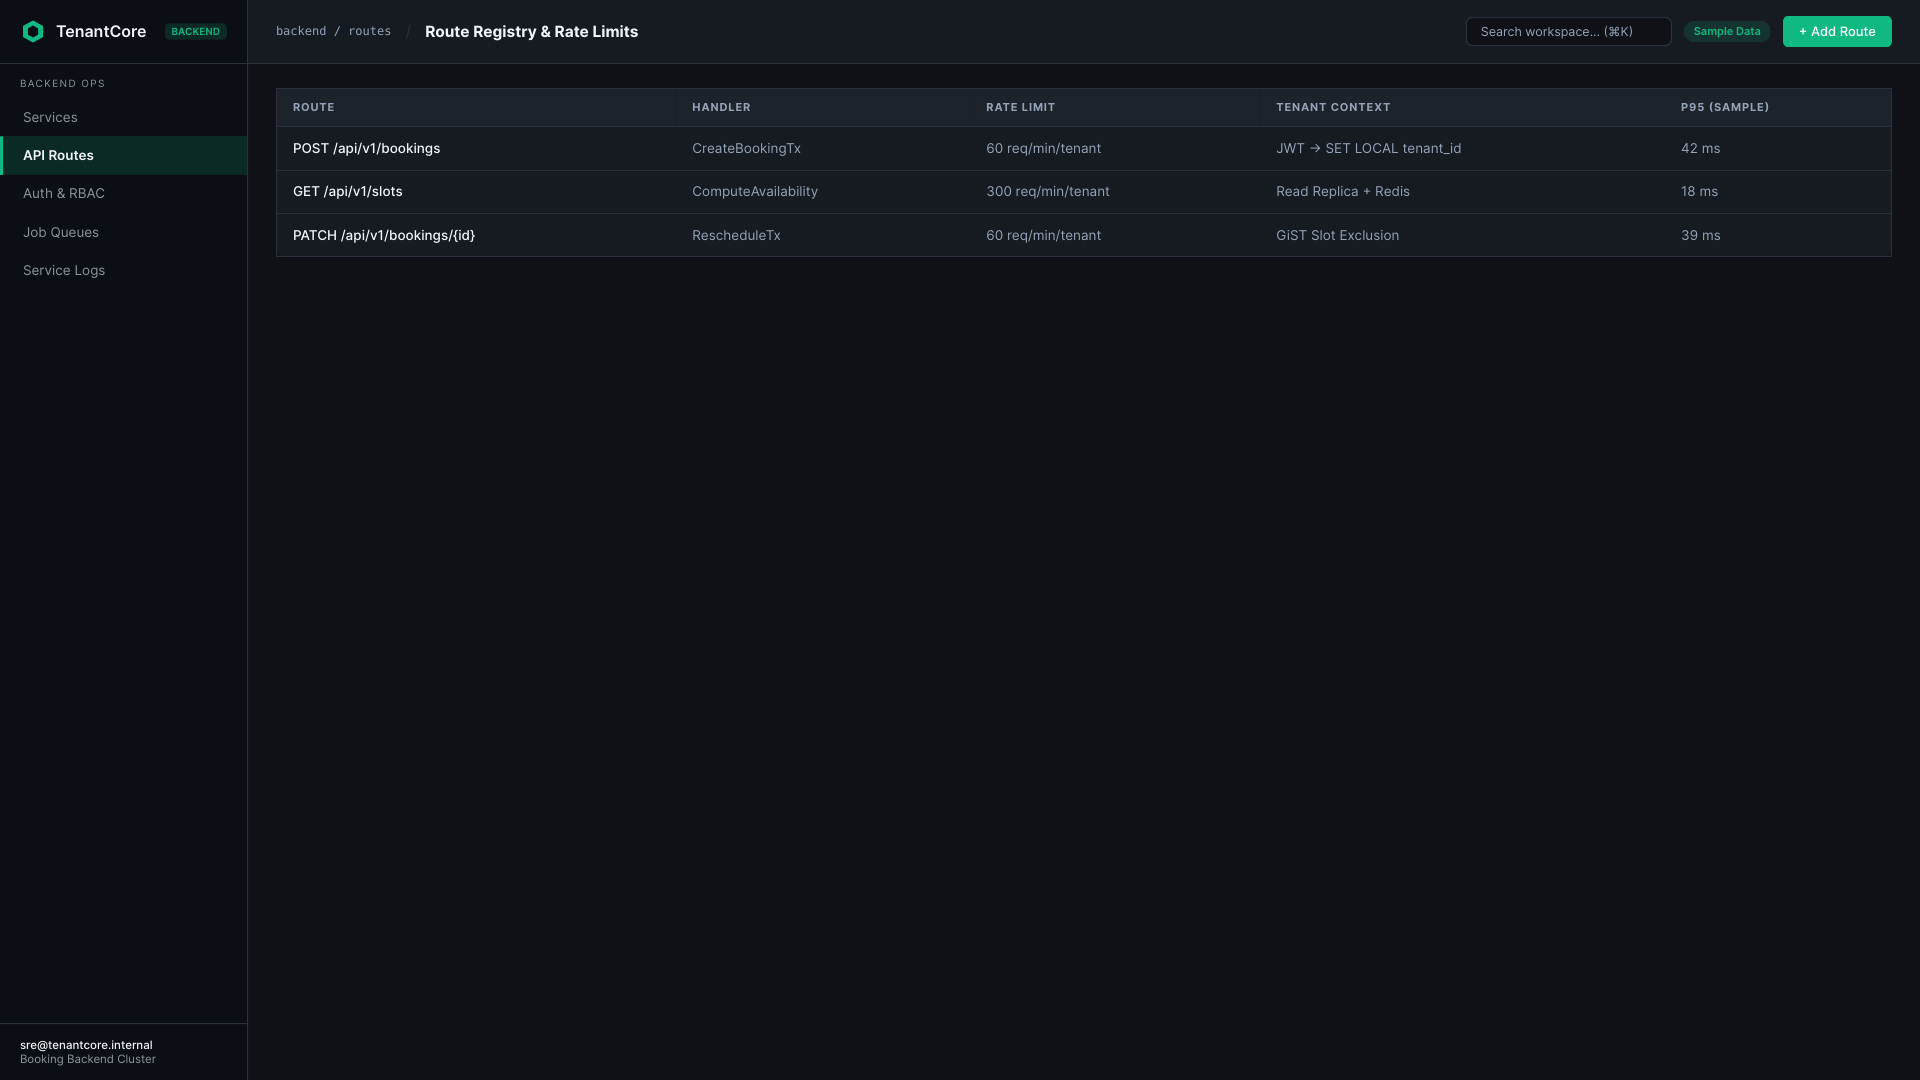 TenantCore BACKEND
backend / routes / Route Registry & Rate Limits
Search workspace... (⌘K)
Sample Data
+ Add Route
BACKEND OPS
Services
API Routes
Auth & RBAC
Job Queues
Service Logs
ROUTE HANDLER RATE LIMIT TENANT CONTEXT P95 (SAMPLE)
POST /api/v1/bookings CreateBookingTx 60 req/min/tenant JWT → SET LOCAL tenant_id 42 ms
GET /api/v1/slots ComputeAvailability 300 req/min/tenant Read Replica + Redis 18 ms
PATCH /api/v1/bookings/{id} RescheduleTx 60 req/min/tenant GiST Slot Exclusion 39 ms
sre@tenantcore.internal
Booking Backend Cluster